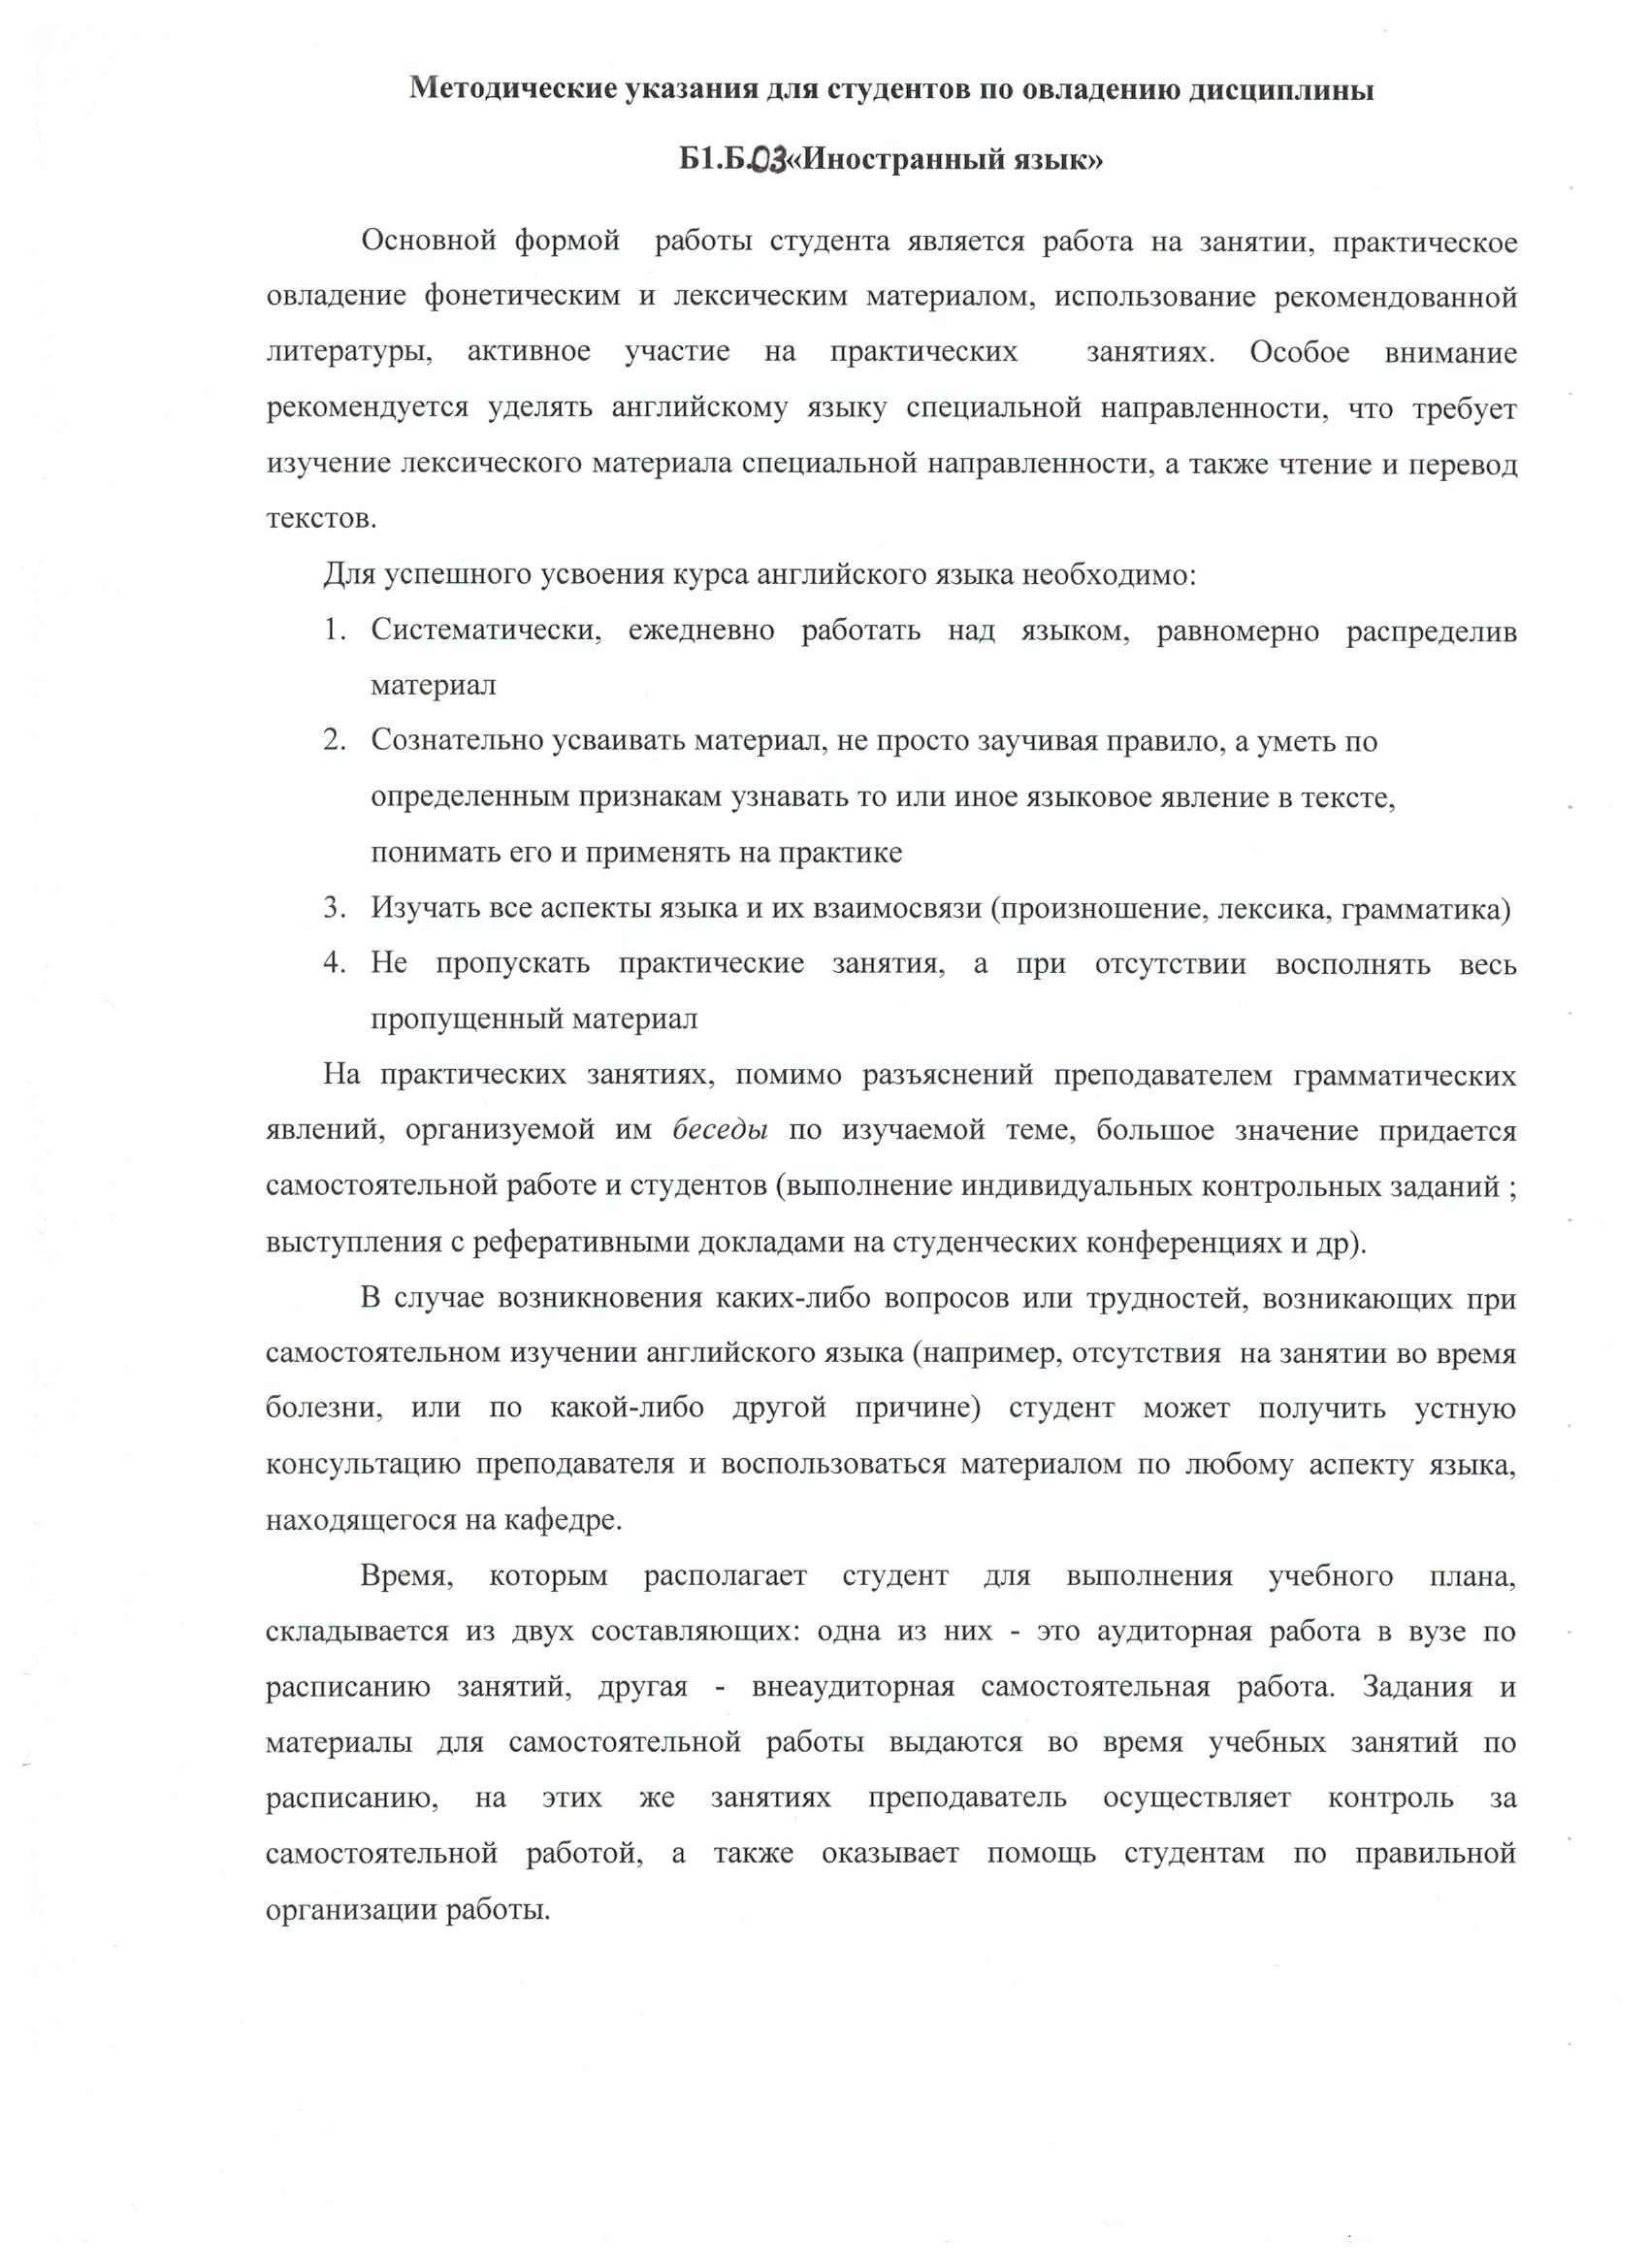 Методические указания для студентов по овладению дисциплины
Б1.Б.03«Иностранный язык»
Основной формой работы студента является работа на занятии, практическое
овладение фонетическим и лексическим материалом, использование рекомендованной
литературы, активное участие на практических занятиях. Особое внимание
рекомендуется уделять английскому языку специальной направленности, что требует
изучение лексического материала специальной направленности, а также чтение и перевод
текстов.
Для успешного усвоения курса английского языка необходимо:
1. Систематически, ежедневно работать над языком, равномерно распределив
материал
2. Сознательно усваивать материал, не просто заучивая правило, а уметь по
определенным признакам узнавать то или иное языковое явление в тексте,
понимать его и применять на практике
3. Изучать все аспекты языка и их взаимосвязи (произношение, лексика, грамматика)
4. Не пропускать практические занятия, а при отсутствии восполнять весь
пропущенный материал
На практических занятиях, помимо разъяснений преподавателем грамматических
явлений, организуемой им беседы по изучаемой теме, большое значение придается
самостоятельной работе и студентов (выполнение индивидуальных контрольных заданий ;
выступления с реферативными докладами на студенческих конференциях и др).
В случае возникновения каких-либо вопросов или трудностей, возникающих при
самостоятельном изучении английского языка (например, отсутствия на занятии во время
болезни, или по какой-либо другой причине) студент может получить устную
консультацию преподавателя и воспользоваться материалом по любому аспекту языка,
находящегося на кафедре.
Время, которым располагает студент для выполнения учебного плана,
складывается из двух составляющих: одна из них - это аудиторная работа в вузе по
расписанию занятий, другая - внеаудиторная самостоятельная работа. Задания и
материалы для самостоятельной работы выдаются во время учебных занятий по
расписанию, на этих же занятиях преподаватель осуществляет контроль за
самостоятельной работой, а также оказывает помощь студентам по правильной
организации работы.